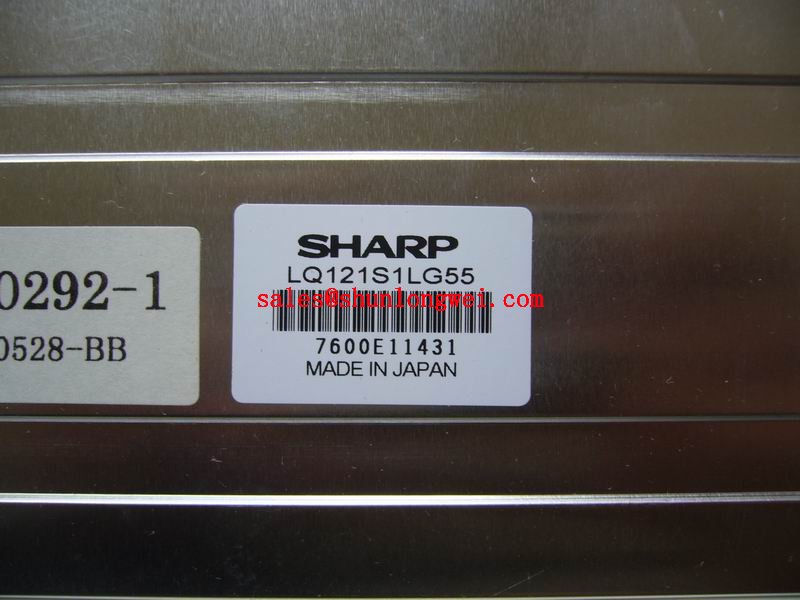 0292-1
0528-BB
SHARP
LQ121S1LG55
sales@shunlongwei.com
7600E11431
MADE IN JAPAN